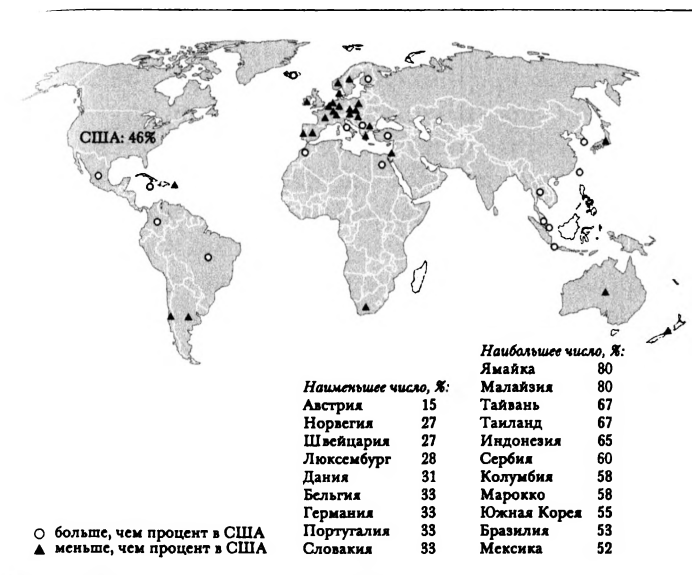 США: 46%
Наибольшее число, %:
Ямайка 80
Малайзия 80
Тайвань 67
Таиланд 67
Индонезия 65
Сербия 60
Колумбия 58
Марокко 58
Южная Корея 55
Бразилия 53
Мексика 52
Наименьшее число, %:
Австрия 15
Норвегия 27
Швейцария 27
Люксембург 28
Дания 31
Бельгия 33
Германия 33
Португалия 33
Словакия 33
больше, чем процент в США
меньше, чем процент в США